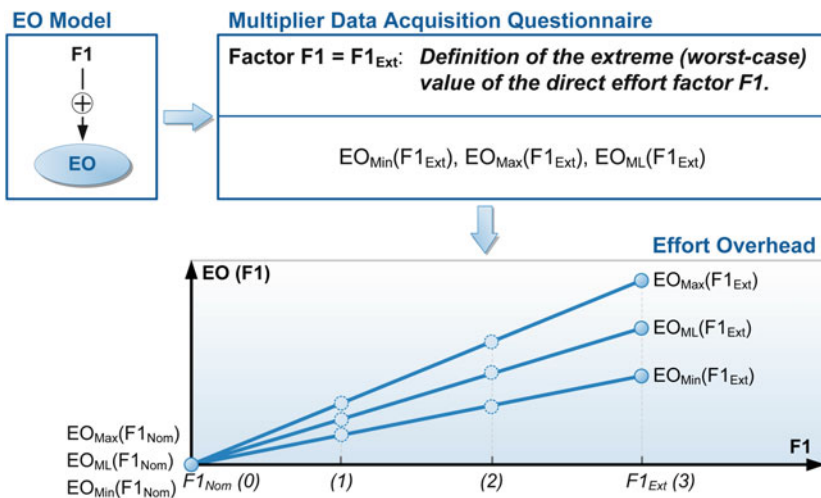 EO Model
F1
EO
Multiplier Data Acquisition Questionnaire
Factor F1 = F1Ext: Definition of the extreme (worst-case)
value of the direct effort factor F1.
EOMin(F1Ext), EOMax(F1Ext), EOML(F1Ext)
Effort Overhead
EO (F1)
EOMax(F1Ext)
EOML(F1Ext)
EOMin(F1Ext)
EOMax(F1Nom)
EOML(F1Nom)
EOMin(F1Nom)
F1
F1Nom (0) (1) (2) F1Ext (3)